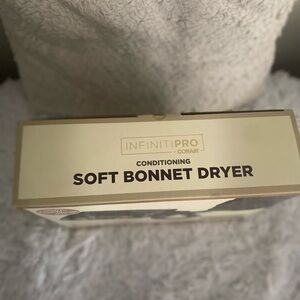 INFINITIPRO
CONAIR
CONDITIONING
SOFT BONNET DRYER